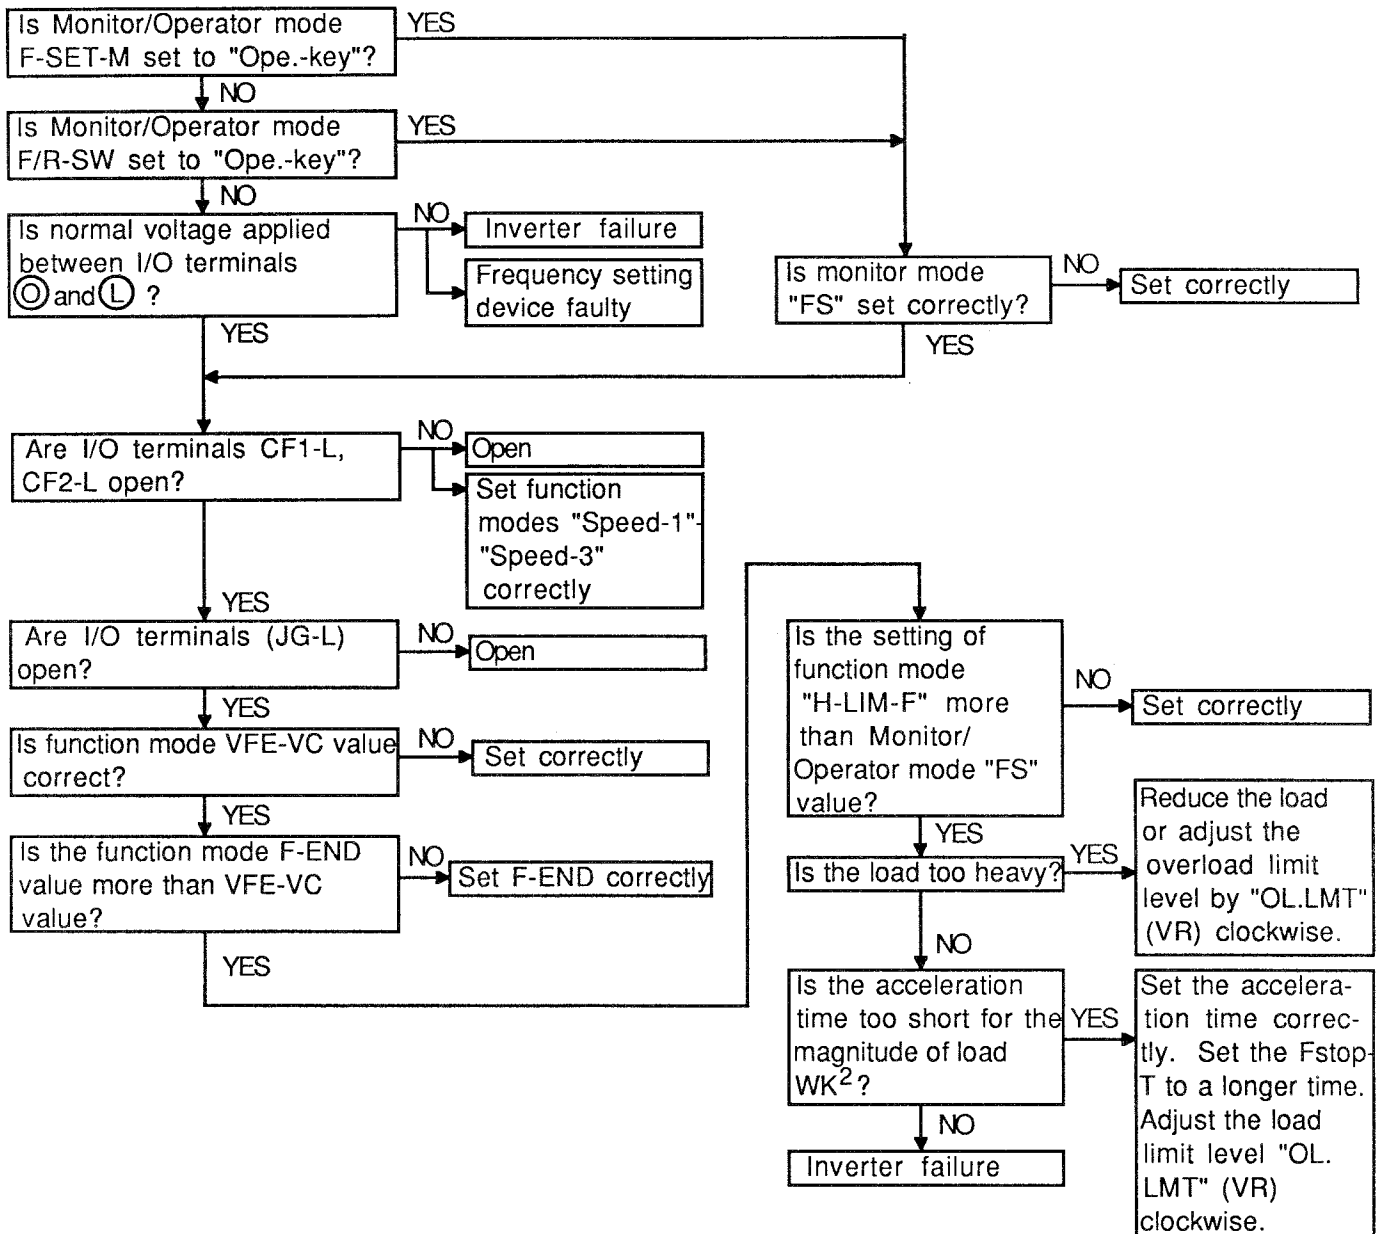 Is Monitor/Operator mode
F-SET-M set to "Ope.-key"?
YES
NO
Is Monitor/Operator mode
F/R-SW set to "Ope.-key"?
YES
NO
Is normal voltage applied
between I/O terminals
Ⓞ and Ⓛ ?
NO
Inverter failure
Frequency setting
device faulty
YES
Is monitor mode
"FS" set correctly?
NO
Set correctly
YES
Are I/O terminals CF1-L,
CF2-L open?
NO
Open
Set function
modes "Speed-1"-
"Speed-3"
correctly
YES
Are I/O terminals (JG-L)
open?
NO
Open
YES
Is function mode VFE-VC value
correct?
NO
Set correctly
YES
Is the function mode F-END
value more than VFE-VC
value?
NO
Set F-END correctly
YES
Is the setting of
function mode
"H-LIM-F" more
than Monitor/
Operator mode "FS"
value?
NO
Set correctly
YES
Is the load too heavy?
YES
Reduce the load
or adjust the
overload limit
level by "OL.LMT"
(VR) clockwise.
NO
Is the acceleration
time too short for the
magnitude of load
WK²?
YES
Set the accelera-
tion time correc-
tly. Set the Fstop-
T to a longer time.
Adjust the load
limit level "OL.
LMT" (VR)
clockwise.
NO
Inverter failure